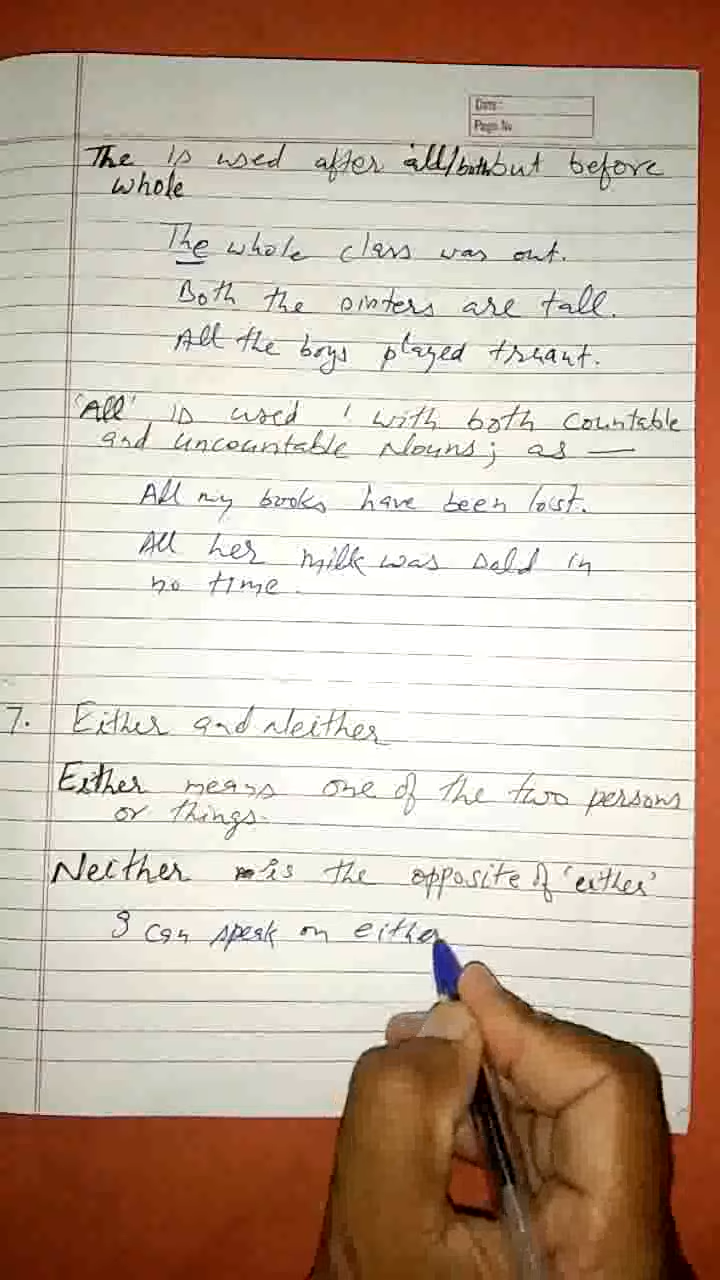 Date :
Page No
The is used after all/both but before
whole
The whole class was out.
Both the sisters are tall.
All the boys played truant.
'All' is used with both countable
and uncountable Nouns; as —
All my books have been lost.
All her milk was sold in
no time.
7. Either and Neither
Either means one of the two persons
or things.
Neither is the opposite of 'either'
I can speak on eithe